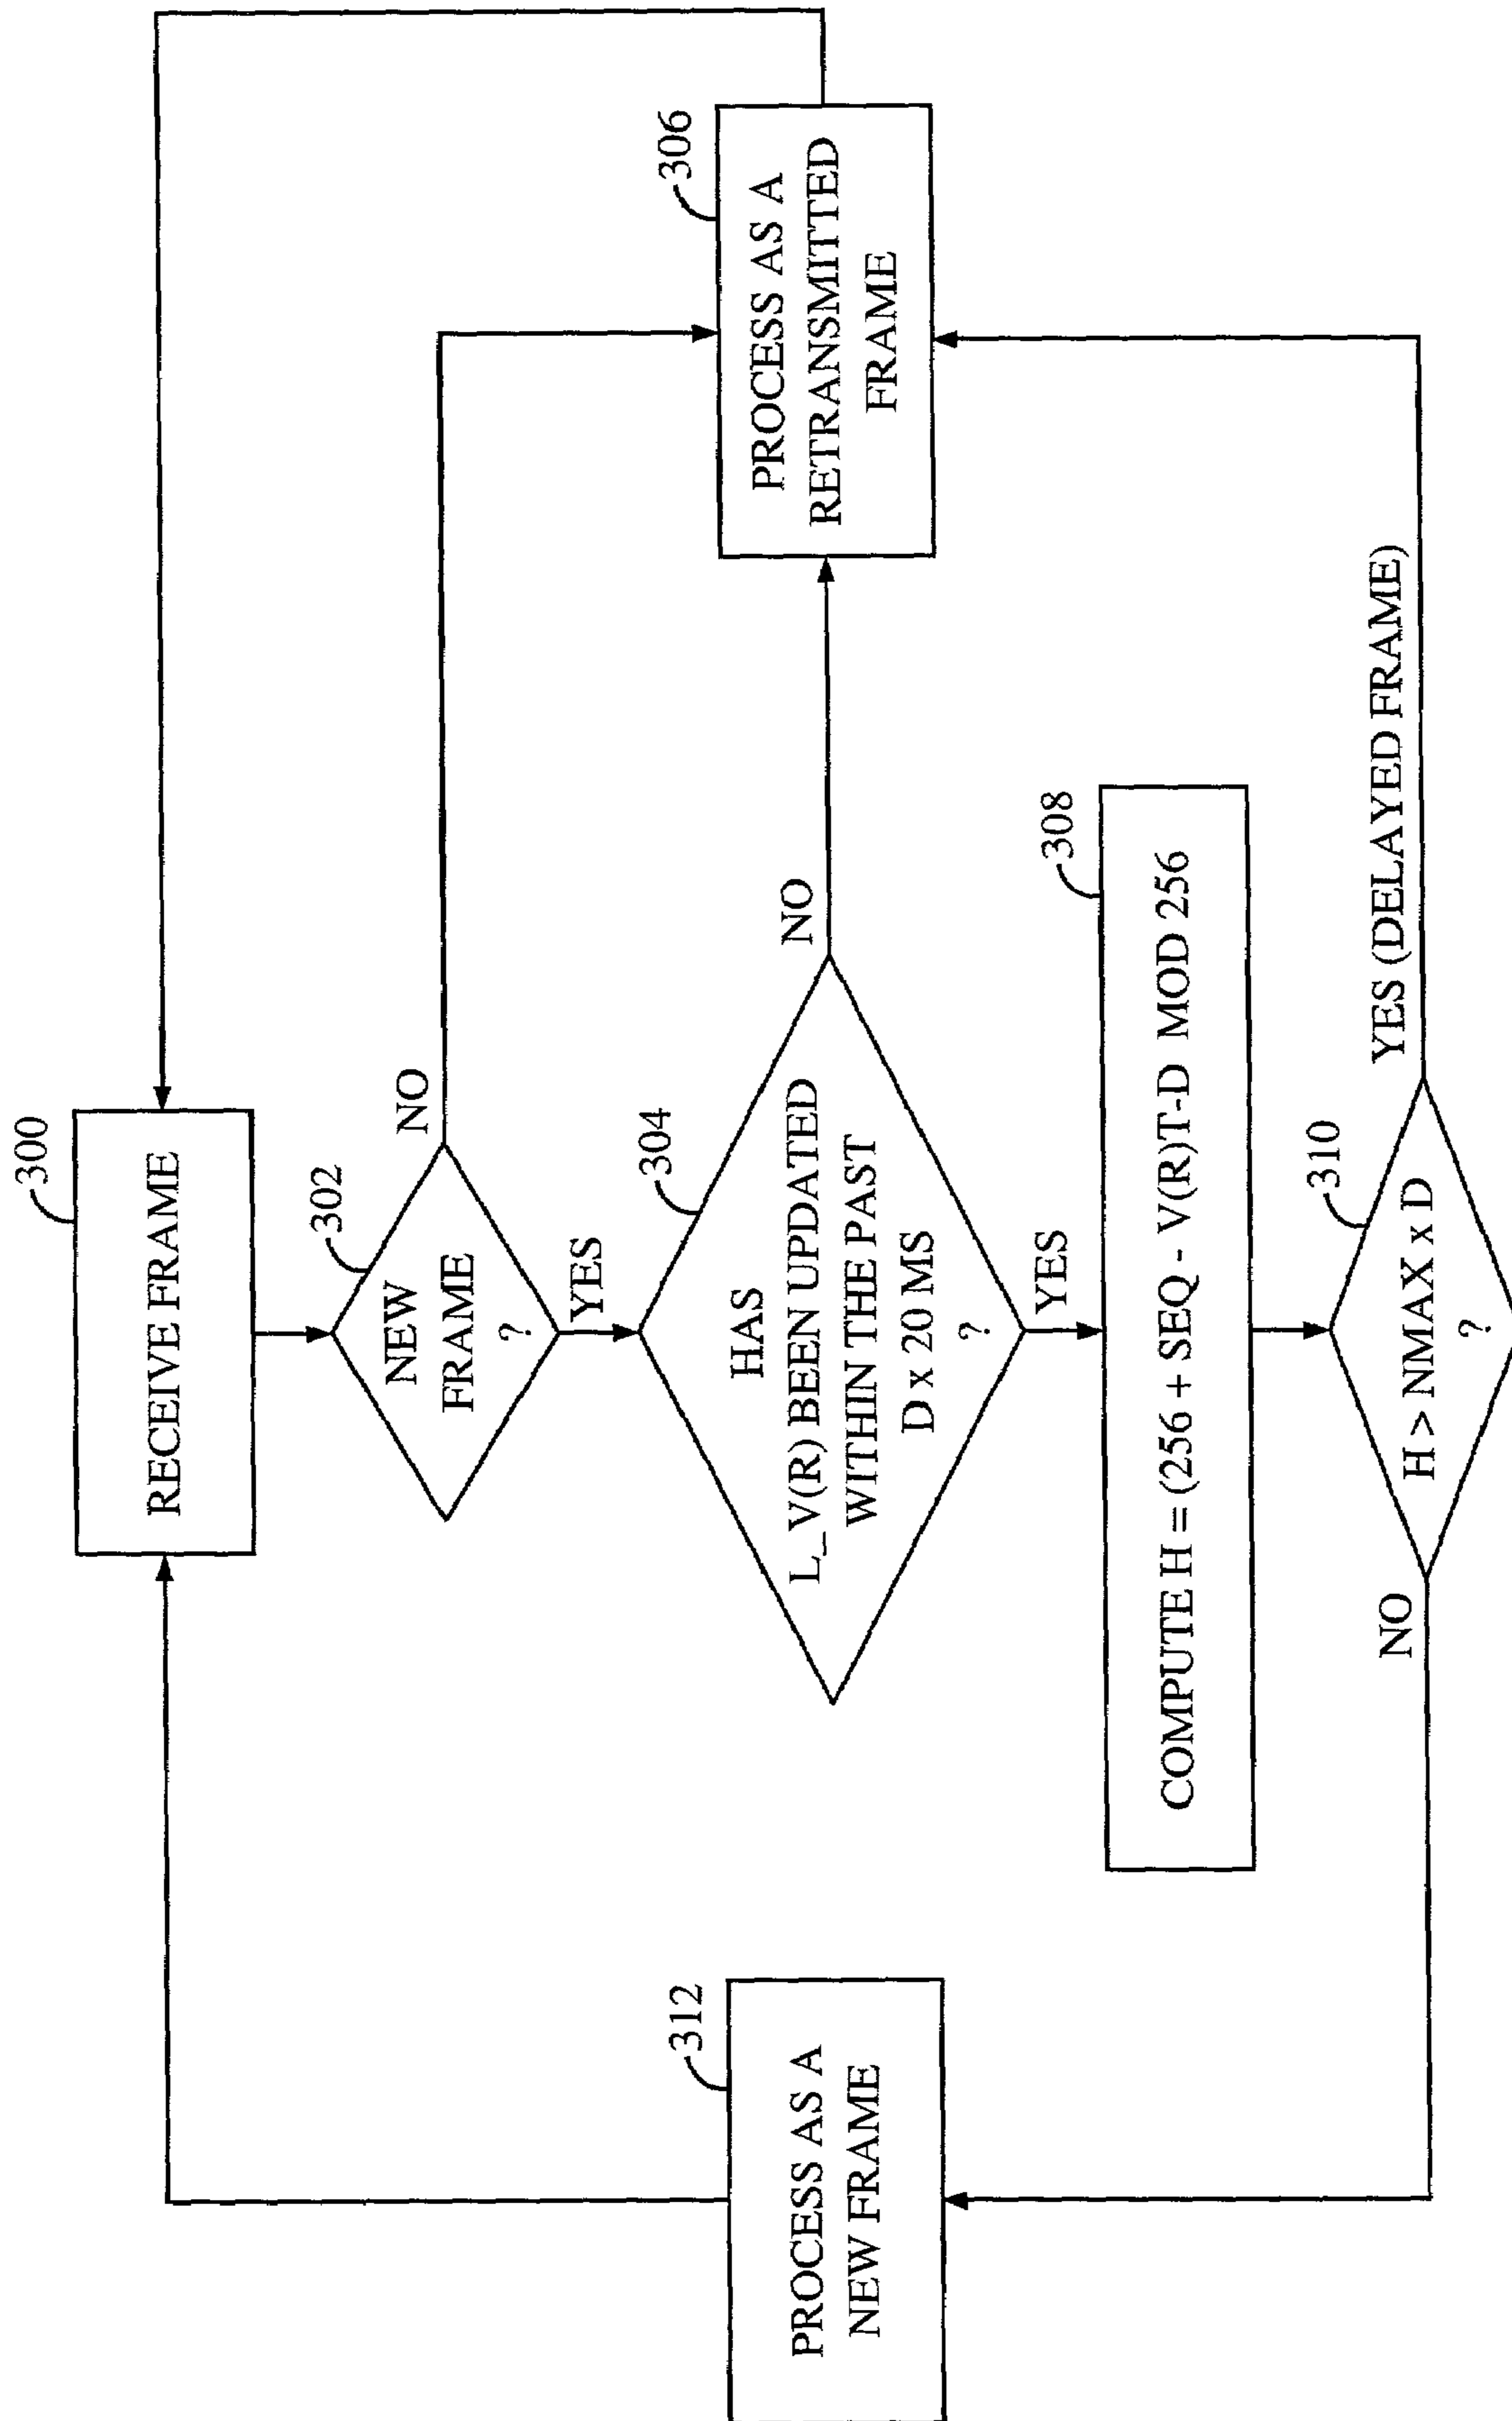 300
RECEIVE FRAME
302
NEW
FRAME
?
NO
YES
304
HAS
L_V(R) BEEN UPDATED
WITHIN THE PAST
D x 20 MS
?
NO
YES
306
PROCESS AS A
RETRANSMITTED
FRAME
308
COMPUTE H = (256 + SEQ - V(R)T-D MOD 256
310
H > NMAX x D
?
YES (DELAYED FRAME)
NO
312
PROCESS AS A
NEW FRAME